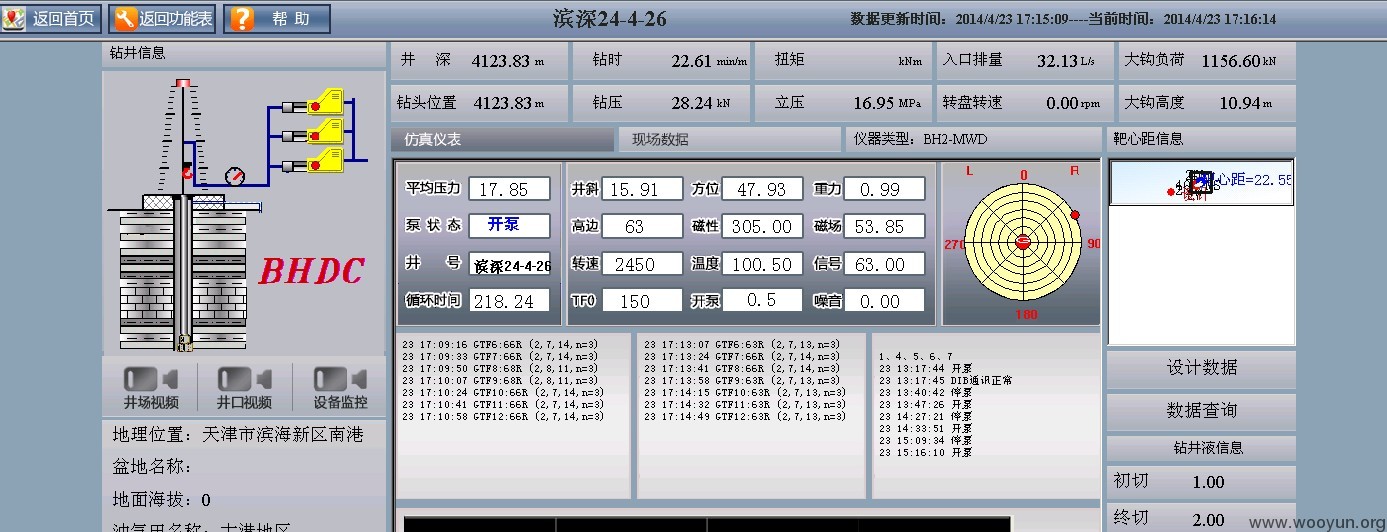 返回首页 返回功能表 帮 助 滨深24-4-26 数据更新时间：2014/4/23 17:15:09----当前时间：2014/4/23 17:16:14
钻井信息
井 深 4123.83 m 钻时 22.61 min/m 扭矩 kNm 入口排量 32.13 L/s 大钩负荷 1156.60 kN
钻头位置 4123.83 m 钻压 28.24 kN 立压 16.95 MPa 转盘转速 0.00 rpm 大钩高度 10.94 m
仿真仪表 现场数据 仪器类型：BH2-MWD 靶心距信息
BHDC
平均压力 17.85 井斜 15.91 方位 47.93 重力 0.99
泵 状 态 开泵 高边 63 磁性 305.00 磁场 53.85
井 号 滨深24-4-26 转速 2450 温度 100.50 信号 63.00
循环时间 218.24 TFO 150 开泵 0.5 噪音 0.00
L 0 R
270 90
180
心距=22.55
23 17:09:16 GTF6:66R (2,7,14,n=3)
23 17:09:33 GTF7:66R (2,7,14,n=3)
23 17:09:50 GTF8:68R (2,8,11,n=3)
23 17:10:07 GTF9:68R (2,8,11,n=3)
23 17:10:24 GTF10:66R (2,7,14,n=3)
23 17:10:41 GTF11:66R (2,7,14,n=3)
23 17:10:58 GTF12:66R (2,7,14,n=3)
23 17:13:07 GTF6:63R (2,7,13,n=3)
23 17:13:24 GTF7:66R (2,7,14,n=3)
23 17:13:41 GTF8:66R (2,7,14,n=3)
23 17:13:58 GTF9:63R (2,7,13,n=3)
23 17:14:15 GTF10:63R (2,7,13,n=3)
23 17:14:32 GTF11:63R (2,7,13,n=3)
23 17:14:49 GTF12:63R (2,7,13,n=3)
1、4、5、6、7
23 13:17:44 开泵
23 13:17:45 DIB通讯正常
23 13:40:42 停泵
23 13:47:26 开泵
23 14:27:21 停泵
23 14:33:51 开泵
23 15:09:34 停泵
23 15:16:10 开泵
井场视频 井口视频 设备监控
地理位置：天津市滨海新区南港
盆地名称：
地面海拔：0
油气田名称：大港地区
设计数据
数据查询
钻井液信息
初切 1.00
终切 2.00
www.wooyun.org